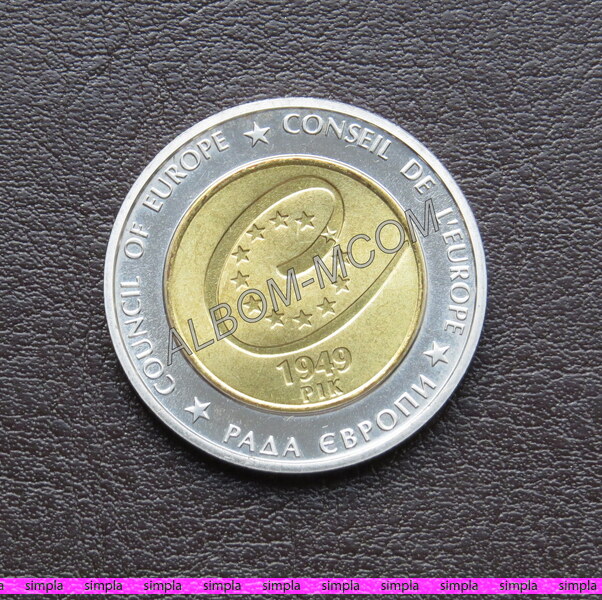 COUNCIL OF EUROPE ★ CONSEIL DE L'EUROPE ★
РАДА ЄВРОПИ ★
1949
РІК
ALBOM-MCOM
simpla simpla simpla simpla simpla simpla simpla simpla simpla simpla